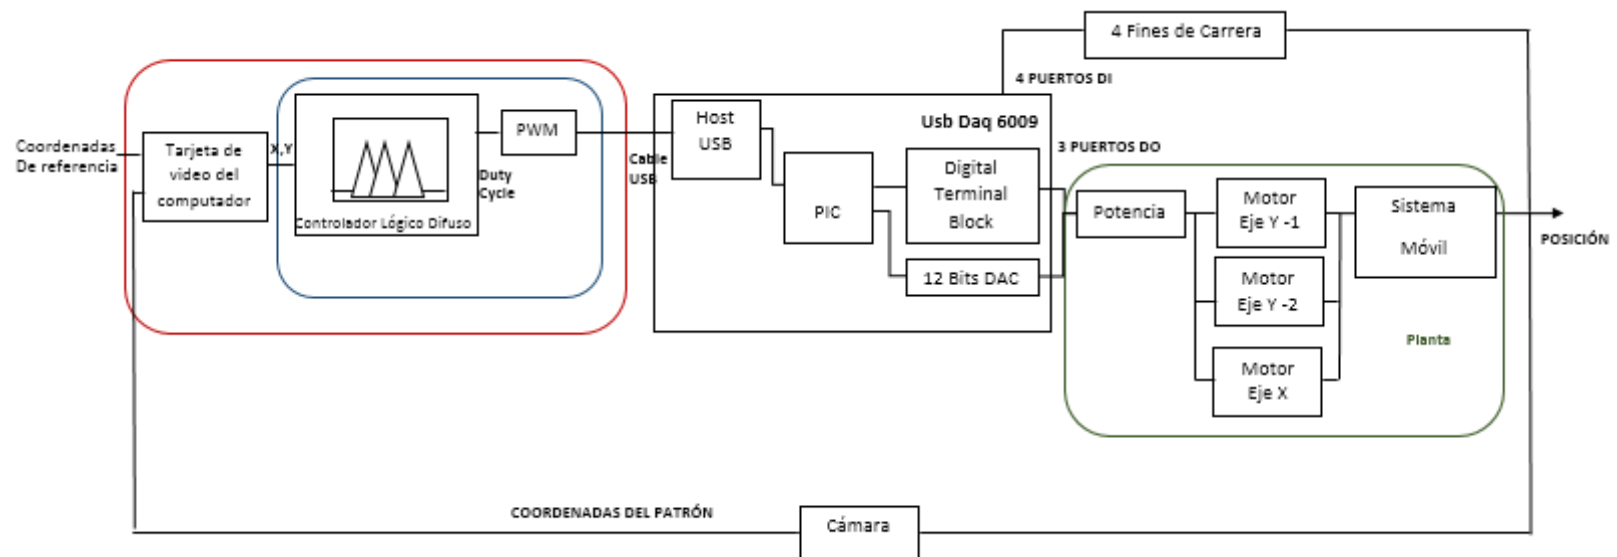 4 Fines de Carrera
4 PUERTOS DI
Coordenadas
De referencia
Tarjeta de
video del
computador
X,Y
Controlador Lógico Difuso
Duty
Cycle
PWM
Cable
USB
Host
USB
Usb Daq 6009
PIC
Digital
Terminal
Block
12 Bits DAC
3 PUERTOS DO
Potencia
Motor
Eje Y -1
Motor
Eje Y -2
Motor
Eje X
Sistema
Móvil
POSICIÓN
Planta
COORDENADAS DEL PATRÓN
Cámara